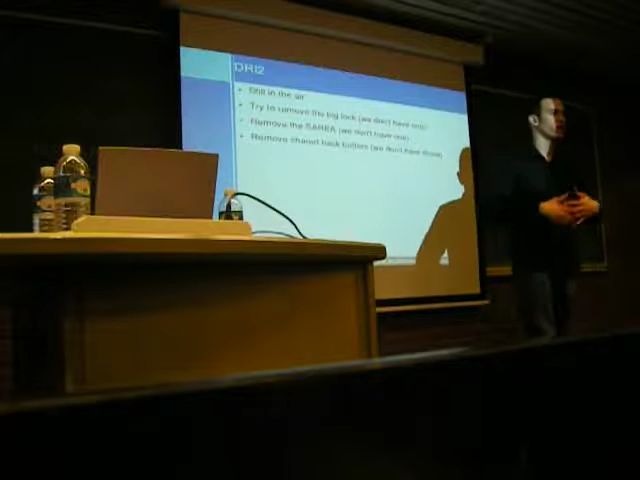 DRI2
Still in the air
Try to remove the big lock (we don't have one)
Remove the SAREA (we don't have one)
Remove shared back buffers (we don't have those)